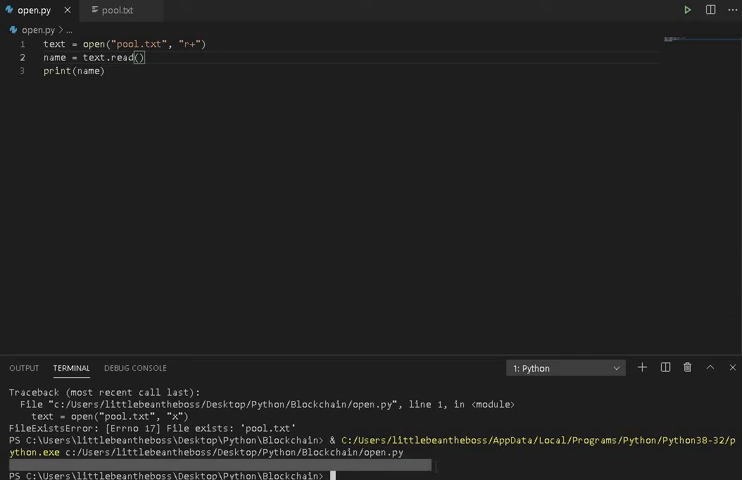 open.py
pool.txt
open.py > ...
1 text = open("pool.txt", "r+")
2 name = text.read()
3 print(name)
OUTPUT TERMINAL DEBUG CONSOLE 1: Python
Traceback (most recent call last):
File "c:/Users/littlebeantheboss/Desktop/Python/Blockchain/open.py", line 1, in <module>
text = open("pool.txt", "x")
FileExistsError: [Errno 17] File exists: 'pool.txt'
PS C:\Users\littlebeantheboss\Desktop\Python\Blockchain> & C:/Users/littlebeantheboss/AppData/Local/Programs/Python/Python38-32/p
ython.exe c:/Users/littlebeantheboss/Desktop/Python/Blockchain/open.py
PS C:\Users\littlebeantheboss\Desktop\Python\Blockchain>